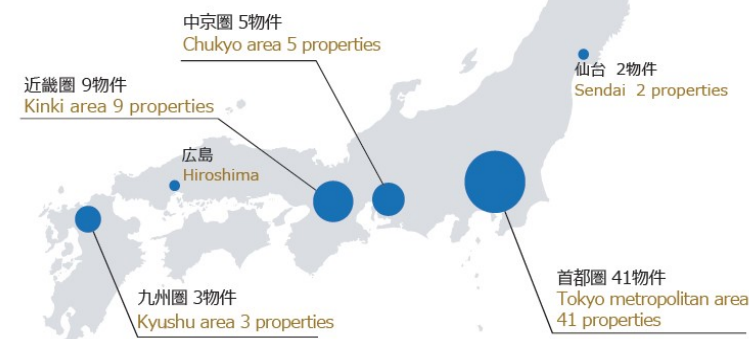 中京圏 5物件
Chukyo area 5 properties
仙台 2物件
Sendai 2 properties
近畿圏 9物件
Kinki area 9 properties
広島
Hiroshima
首都圏 41物件
Tokyo metropolitan area
41 properties
九州圏 3物件
Kyushu area 3 properties